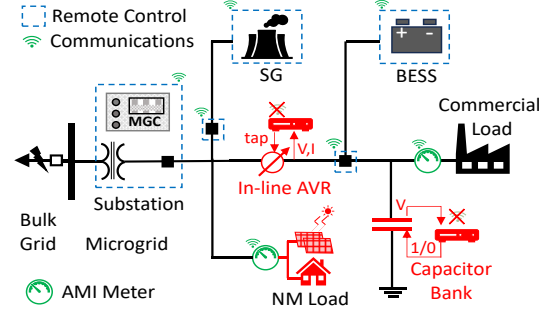 Remote Control
Communications
MGC
SG
BESS
Commercial
Load
tap
V,I
In-line AVR
Substation
Bulk
Grid
Microgrid
V
1/0
Capacitor
Bank
AMI Meter
NM Load
+ -